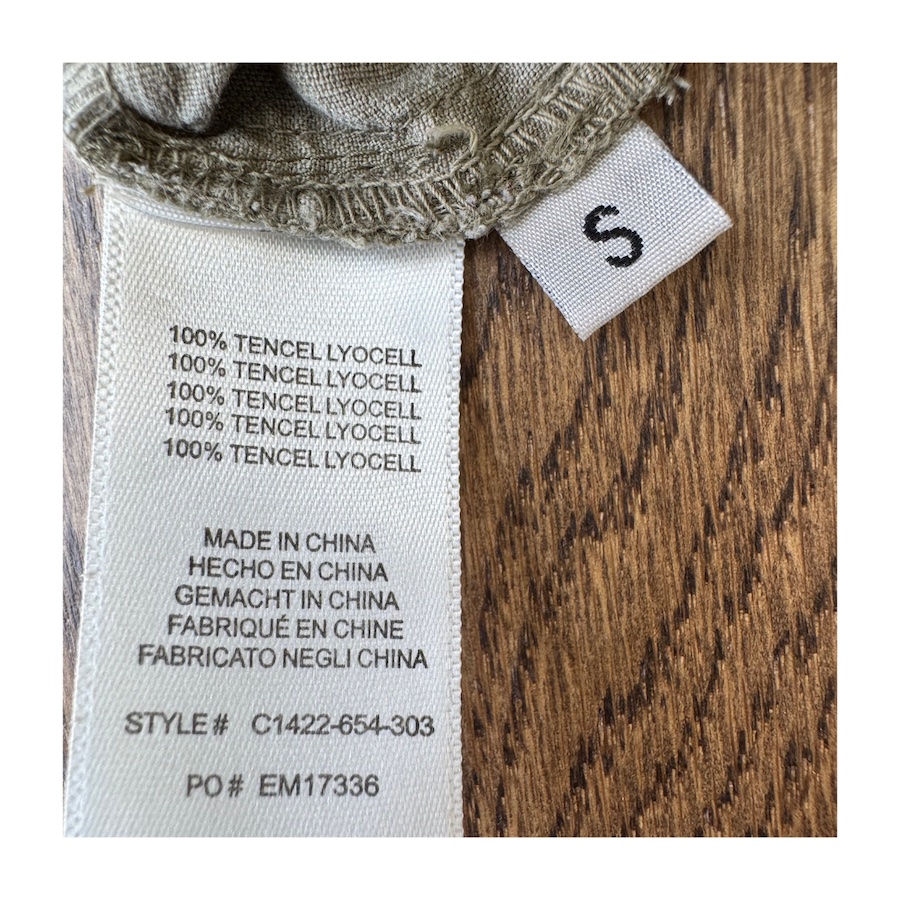 S
100% TENCEL LYOCELL
100% TENCEL LYOCELL
100% TENCEL LYOCELL
100% TENCEL LYOCELL
100% TENCEL LYOCELL
MADE IN CHINA
HECHO EN CHINA
GEMACHT IN CHINA
FABRIQUÉ EN CHINE
FABRICATO NEGLI CHINA
STYLE # C1422-654-303
PO # EM17336